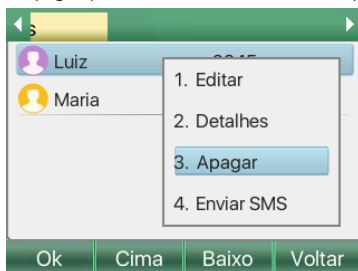 s
Luiz
Maria
1. Editar
2. Detalhes
3. Apagar
4. Enviar SMS
Ok Cima Baixo Voltar